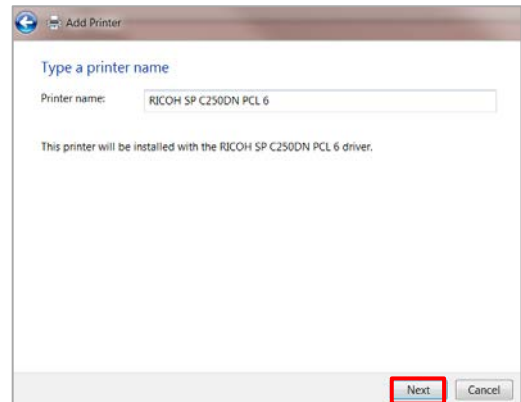 Add Printer
Type a printer name
Printer name: RICOH SP C250DN PCL 6
This printer will be installed with the RICOH SP C250DN PCL 6 driver.
Next Cancel